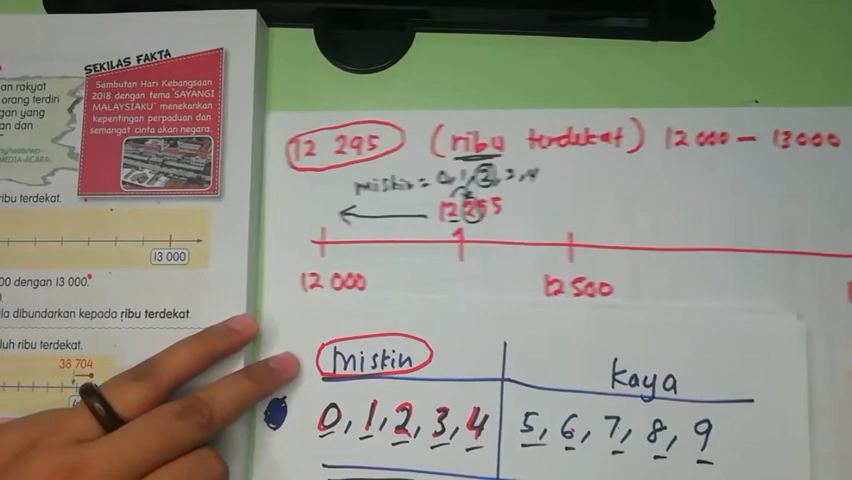 SEKILAS FAKTA
an rakyat
orang terdiri
gan yang
an dan
MEDIA-ACARA
Sambutan Hari Kebangsaan
2018 dengan tema SAYANGI
MALAYSIAKU menekankan
kepentingan perpaduan dan
semangat cinta akan negara.
ribu terdekat.
13 000
00 dengan 13 000.
la dibundarkan kepada ribu terdekat.
luh ribu terdekat.
38 704
12 295 (ribu terdekat) 12 000 - 13 000
miskin = 0, 1, 2, 3, 4
12 000
12 500
miskin
kaya
0, 1, 2, 3, 4
5, 6, 7, 8, 9